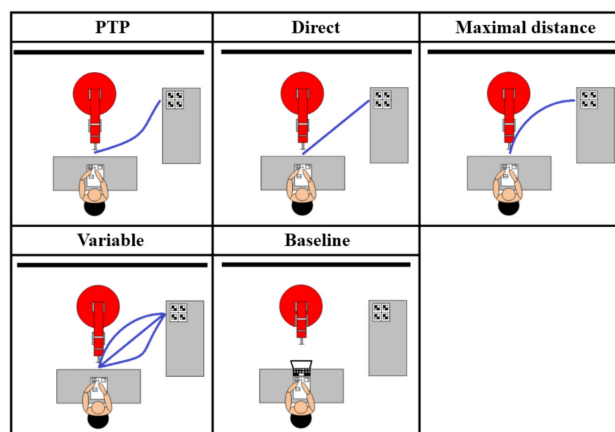 PTP
Direct
Maximal distance
Variable
Baseline